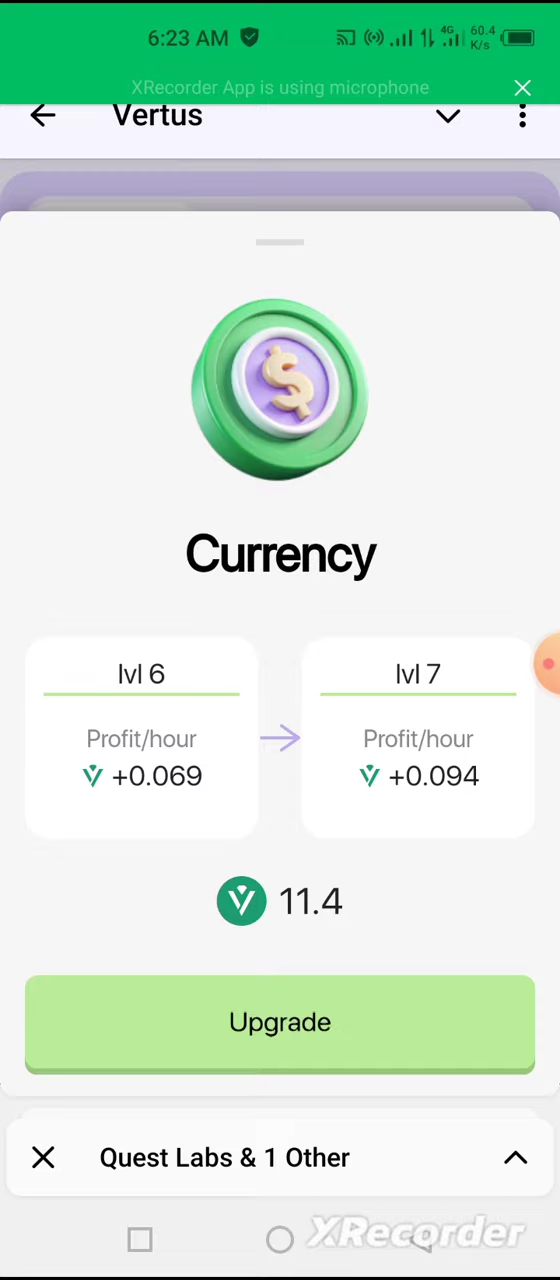 6:23 AM 4G 60.4 K/s
XRecorder App is using microphone
Vertus
$
Currency
lvl 6
Profit/hour
+0.069
lvl 7
Profit/hour
+0.094
11.4
Upgrade
Quest Labs & 1 Other
XRecorder